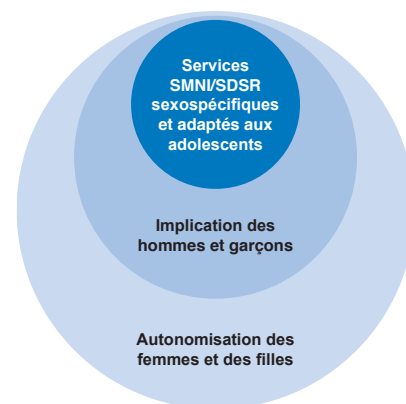 Services
SMNI/SDSR
sexospécifiques
et adaptés aux
adolescents
Implication des
hommes et garçons
Autonomisation des
femmes et des filles